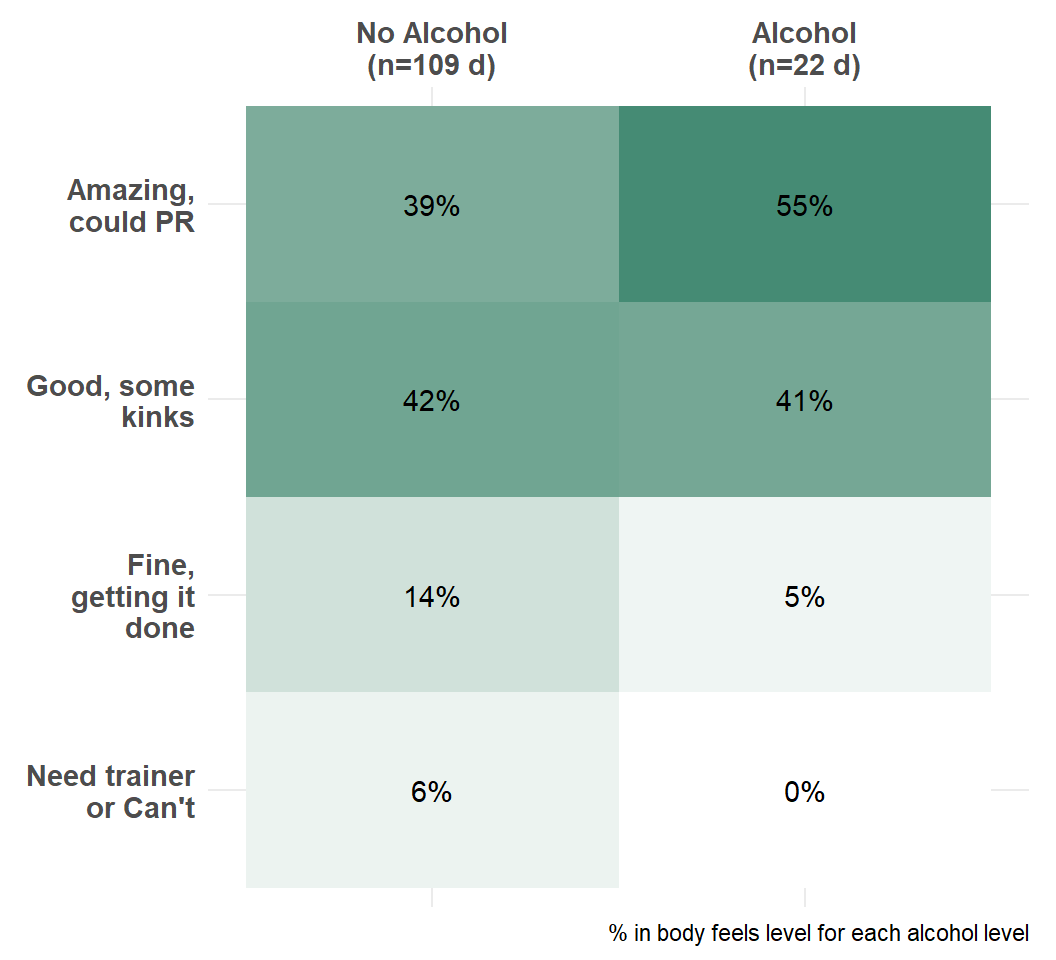 No Alcohol
(n=109 d)
Alcohol
(n=22 d)
Amazing,
could PR
39%
55%
Good, some
kinks
42%
41%
Fine,
getting it
done
14%
5%
Need trainer
or Can't
6%
0%
% in body feels level for each alcohol level